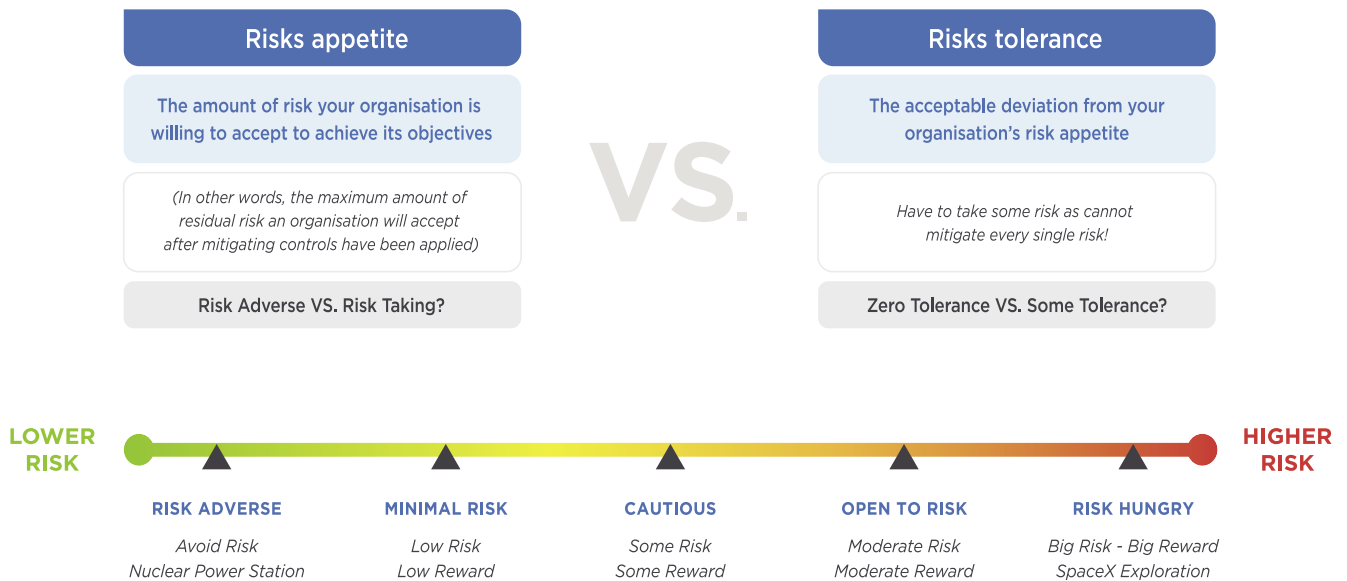 Risks appetite
The amount of risk your organisation is
willing to accept to achieve its objectives
(In other words, the maximum amount of
residual risk an organisation will accept
after mitigating controls have been applied)
Risk Adverse VS. Risk Taking?
VS.
Risks tolerance
The acceptable deviation from your
organisation's risk appetite
Have to take some risk as cannot
mitigate every single risk!
Zero Tolerance VS. Some Tolerance?
LOWER
RISK
HIGHER
RISK
RISK ADVERSE
Avoid Risk
Nuclear Power Station
MINIMAL RISK
Low Risk
Low Reward
CAUTIOUS
Some Risk
Some Reward
OPEN TO RISK
Moderate Risk
Moderate Reward
RISK HUNGRY
Big Risk - Big Reward
SpaceX Exploration